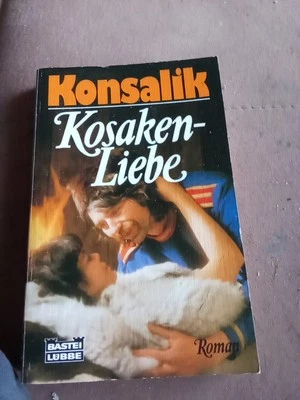 Konsalik
Kosaken-
Liebe
Roman
BASTEI
LÜBBE